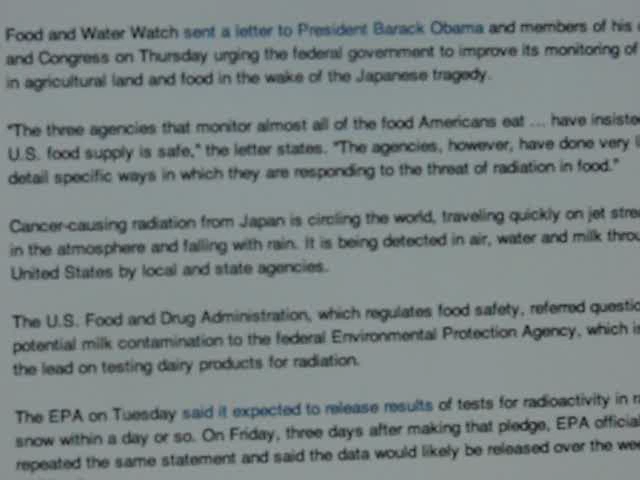 Food and Water Watch sent a letter to President Barack Obama and members of his
and Congress on Thursday urging the federal government to improve its monitoring of
in agricultural land and food in the wake of the Japanese tragedy.
"The three agencies that monitor almost all of the food Americans eat ... have insiste
U.S. food supply is safe," the letter states. "The agencies, however, have done very l
detail specific ways in which they are responding to the threat of radiation in food."
Cancer-causing radiation from Japan is circling the world, traveling quickly on jet stre
in the atmosphere and falling with rain. It is being detected in air, water and milk throu
United States by local and state agencies.
The U.S. Food and Drug Administration, which regulates food safety, referred questio
potential milk contamination to the federal Environmental Protection Agency, which is
the lead on testing dairy products for radiation.
The EPA on Tuesday said it expected to release results of tests for radioactivity in r
snow within a day or so. On Friday, three days after making that pledge, EPA official
repeated the same statement and said the data would likely be released over the wee